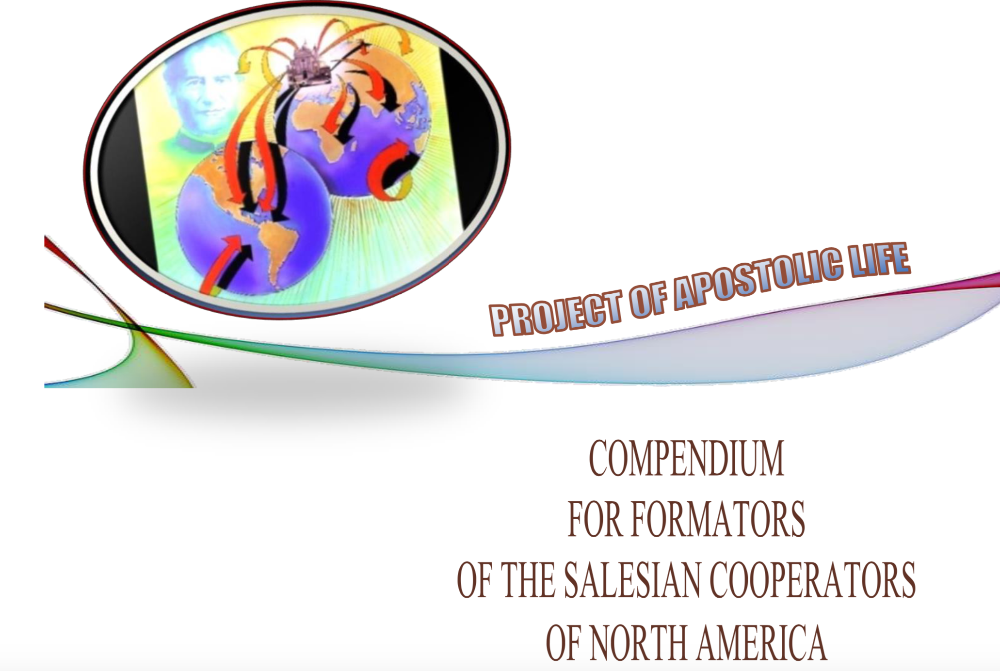 PROJECT OF APOSTOLIC LIFE
COMPENDIUM
FOR FORMATORS
OF THE SALESIAN COOPERATORS
OF NORTH AMERICA